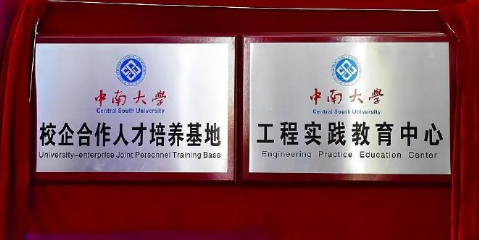 中南大學
Central South University
校企合作人才培养基地
University-enterprise Joint Personnel Training Base
中南大學
Central South University
工程实践教育中心
Engineering Practice Education Center